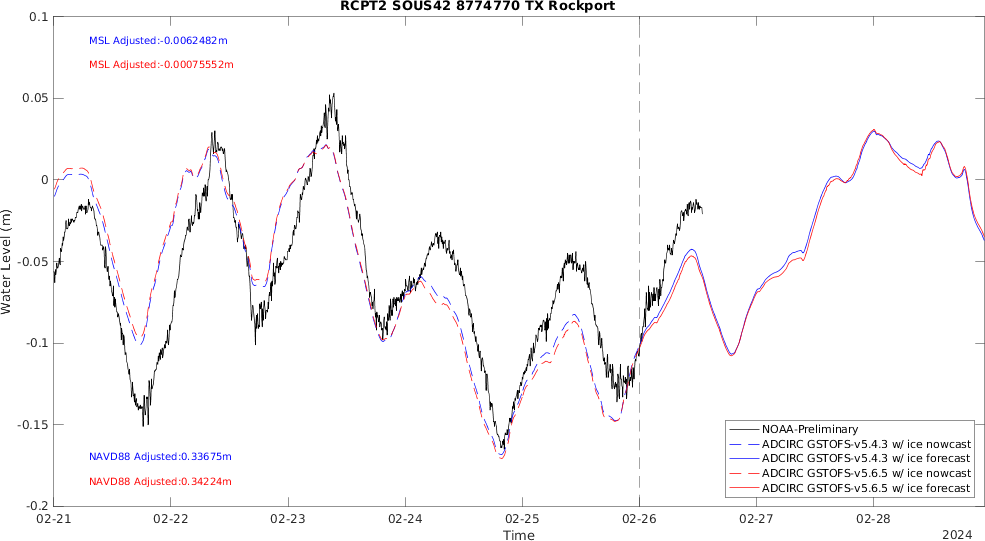 RCPT2 SOUS42 8774770 TX Rockport
0.1
MSL Adjusted:-0.0062482m
MSL Adjusted:-0.00075552m
0.05
0
-0.05
Water Level (m)
-0.1
-0.15
NOAA-Preliminary
ADCIRC GSTOFS-v5.4.3 w/ ice nowcast
ADCIRC GSTOFS-v5.4.3 w/ ice forecast
ADCIRC GSTOFS-v5.6.5 w/ ice nowcast
ADCIRC GSTOFS-v5.6.5 w/ ice forecast
NAVD88 Adjusted:0.33675m
NAVD88 Adjusted:0.34224m
-0.2
02-21 02-22 02-23 02-24 02-25 02-26 02-27 02-28
Time
2024